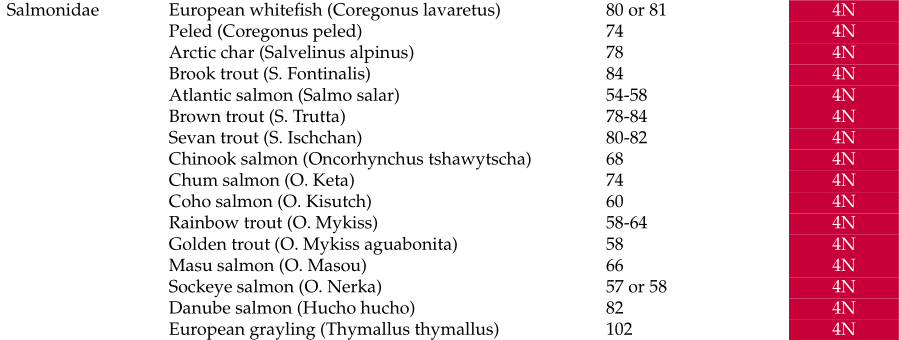 Salmonidae European whitefish (Coregonus lavaretus) 80 or 81 4N
Peled (Coregonus peled) 74 4N
Arctic char (Salvelinus alpinus) 78 4N
Brook trout (S. Fontinalis) 84 4N
Atlantic salmon (Salmo salar) 54-58 4N
Brown trout (S. Trutta) 78-84 4N
Sevan trout (S. Ischchan) 80-82 4N
Chinook salmon (Oncorhynchus tshawytscha) 68 4N
Chum salmon (O. Keta) 74 4N
Coho salmon (O. Kisutch) 60 4N
Rainbow trout (O. Mykiss) 58-64 4N
Golden trout (O. Mykiss aguabonita) 58 4N
Masu salmon (O. Masou) 66 4N
Sockeye salmon (O. Nerka) 57 or 58 4N
Danube salmon (Hucho hucho) 82 4N
European grayling (Thymallus thymallus) 102 4N